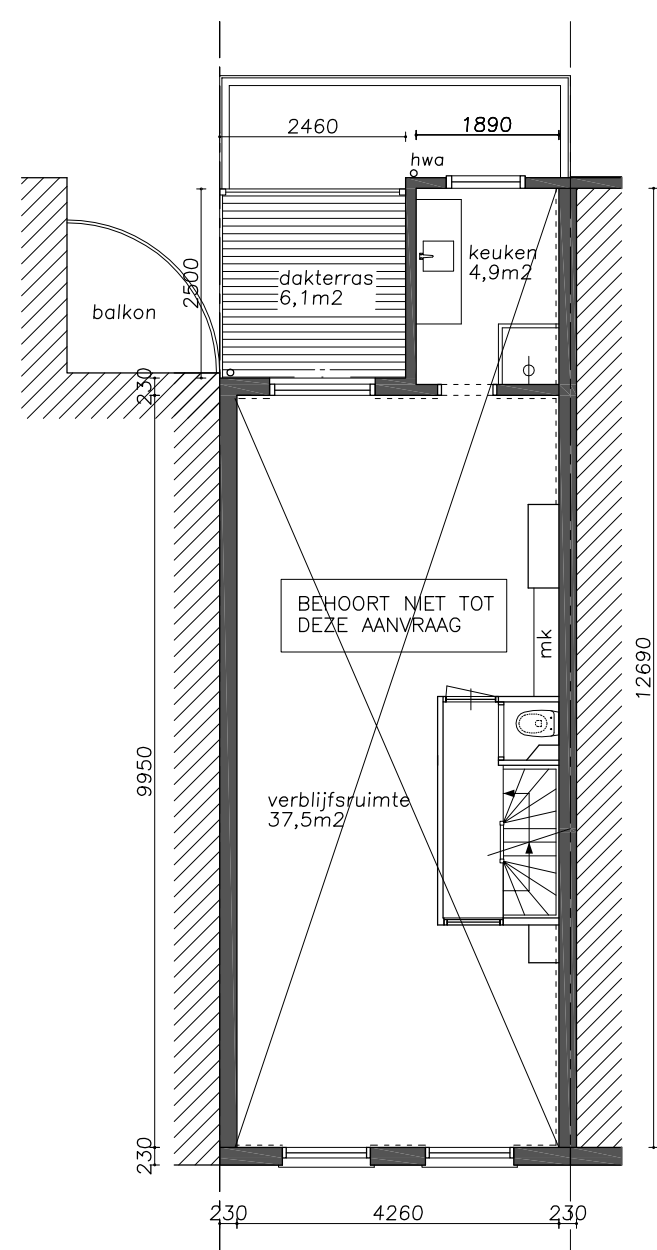 2460
1890
hwa
keuken
4,9m2
dakterras
6,1m2
2500
balkon
230
BEHOORT NIET TOT
DEZE AANVRAAG
mk
12690
9950
verblijfsruimte
37,5m2
230
230
4260
230